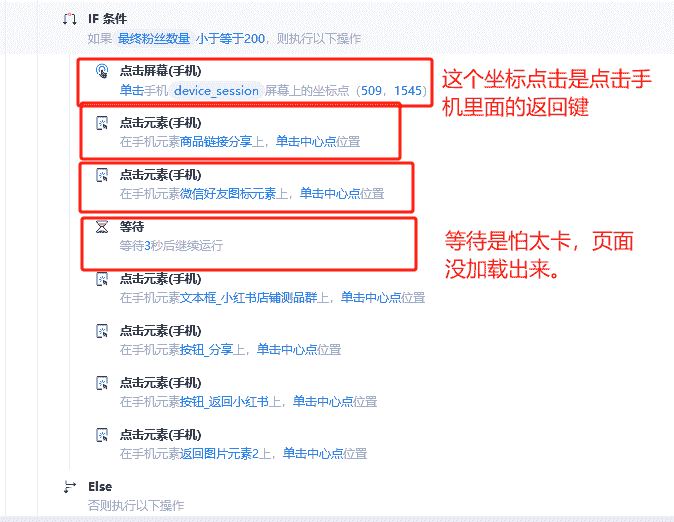 IF 条件
如果 最终粉丝数量 小于等于200，则执行以下操作
点击屏幕(手机)
单击手机 device_session 屏幕上的坐标点（509，1545）
这个坐标点击是点击手
机里面的返回键
点击元素(手机)
在手机元素商品链接分享上，单击中心点位置
点击元素(手机)
在手机元素微信好友图标元素上，单击中心点位置
等待
等待3秒后继续运行
等待是怕太卡，页面
没加载出来。
点击元素(手机)
在手机元素文本框_小红书店铺测品群上，单击中心点位置
点击元素(手机)
在手机元素按钮_分享上，单击中心点位置
点击元素(手机)
在手机元素按钮_返回小红书上，单击中心点位置
点击元素(手机)
在手机元素返回图片元素2上，单击中心点位置
Else
否则执行以下操作